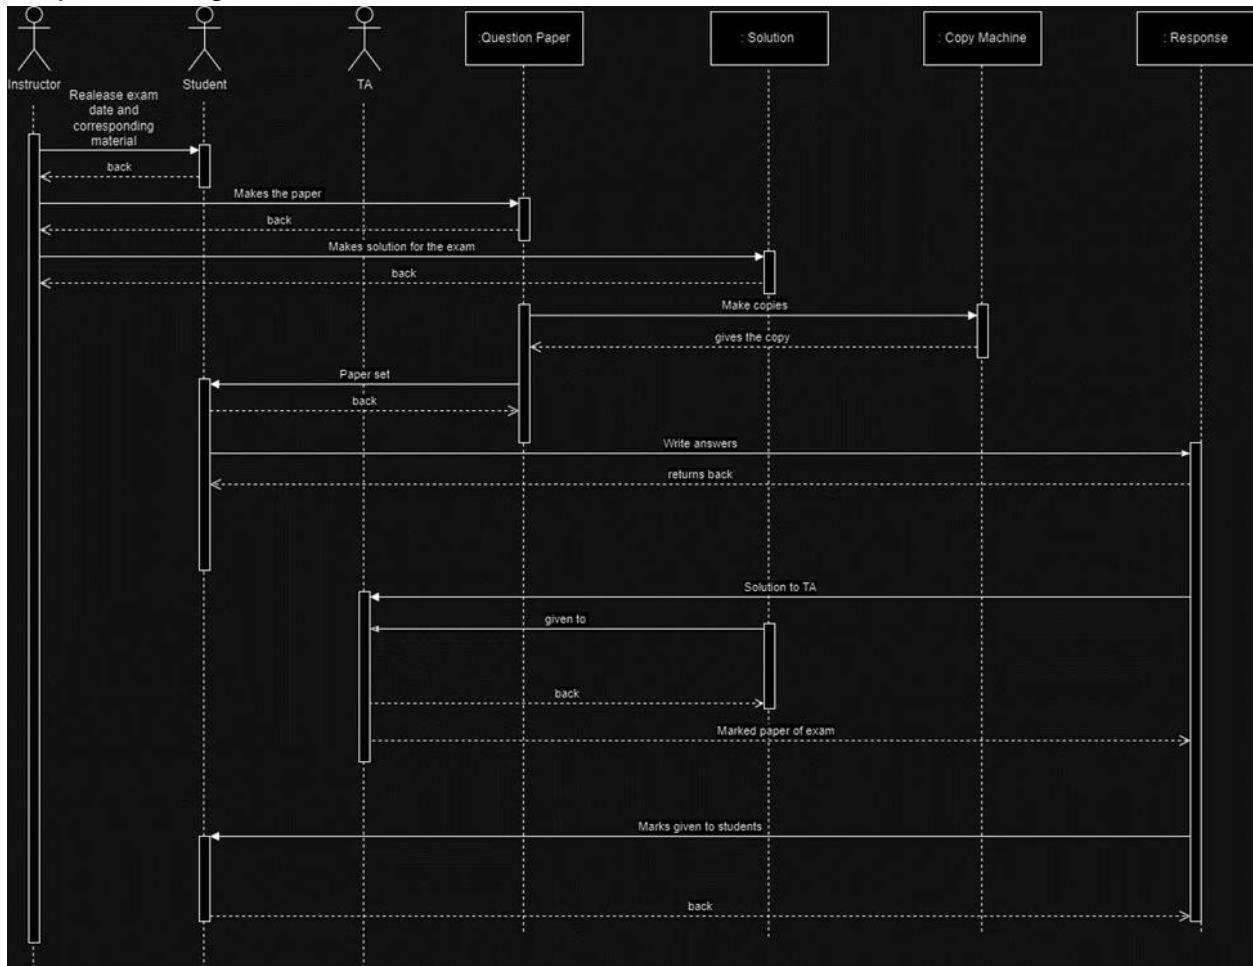 :Question Paper
: Solution
: Copy Machine
: Response
Instructor
Student
TA
Realease exam
date and
corresponding
material
back
Makes the paper
back
Makes solution for the exam
back
Make copies
gives the copy
Paper set
back
Write answers
returns back
Solution to TA
given to
back
Marked paper of exam
Marks given to students
back